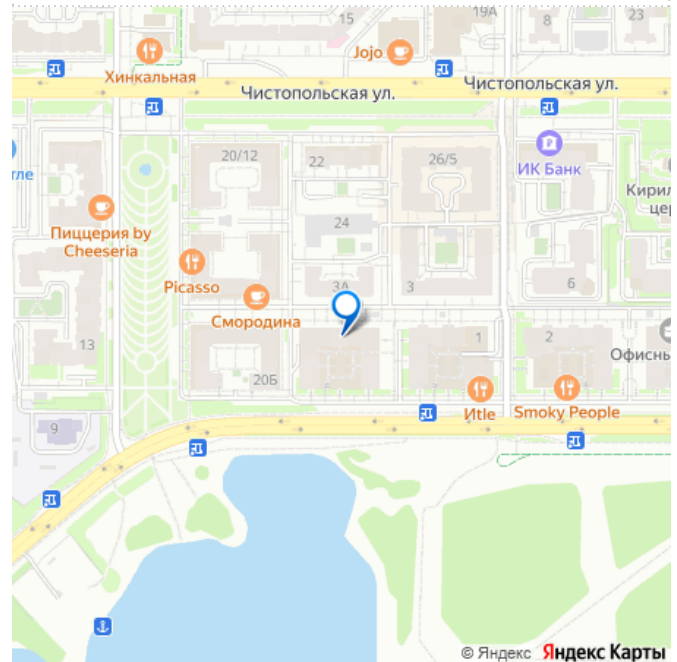 15
19А
8
23
Jojo
Хинкальная
Чистопольская ул.
Чистопольская ул.
20/12
22
26/5
ИК Банк
тле
Кирил
це
Пиццерия by
Cheeseria
24
Picasso
3А
3
6
Смородина
13
1
2
Офисны
20Б
9
Итle
Smoky People
© Яндекс Яндекс Карты